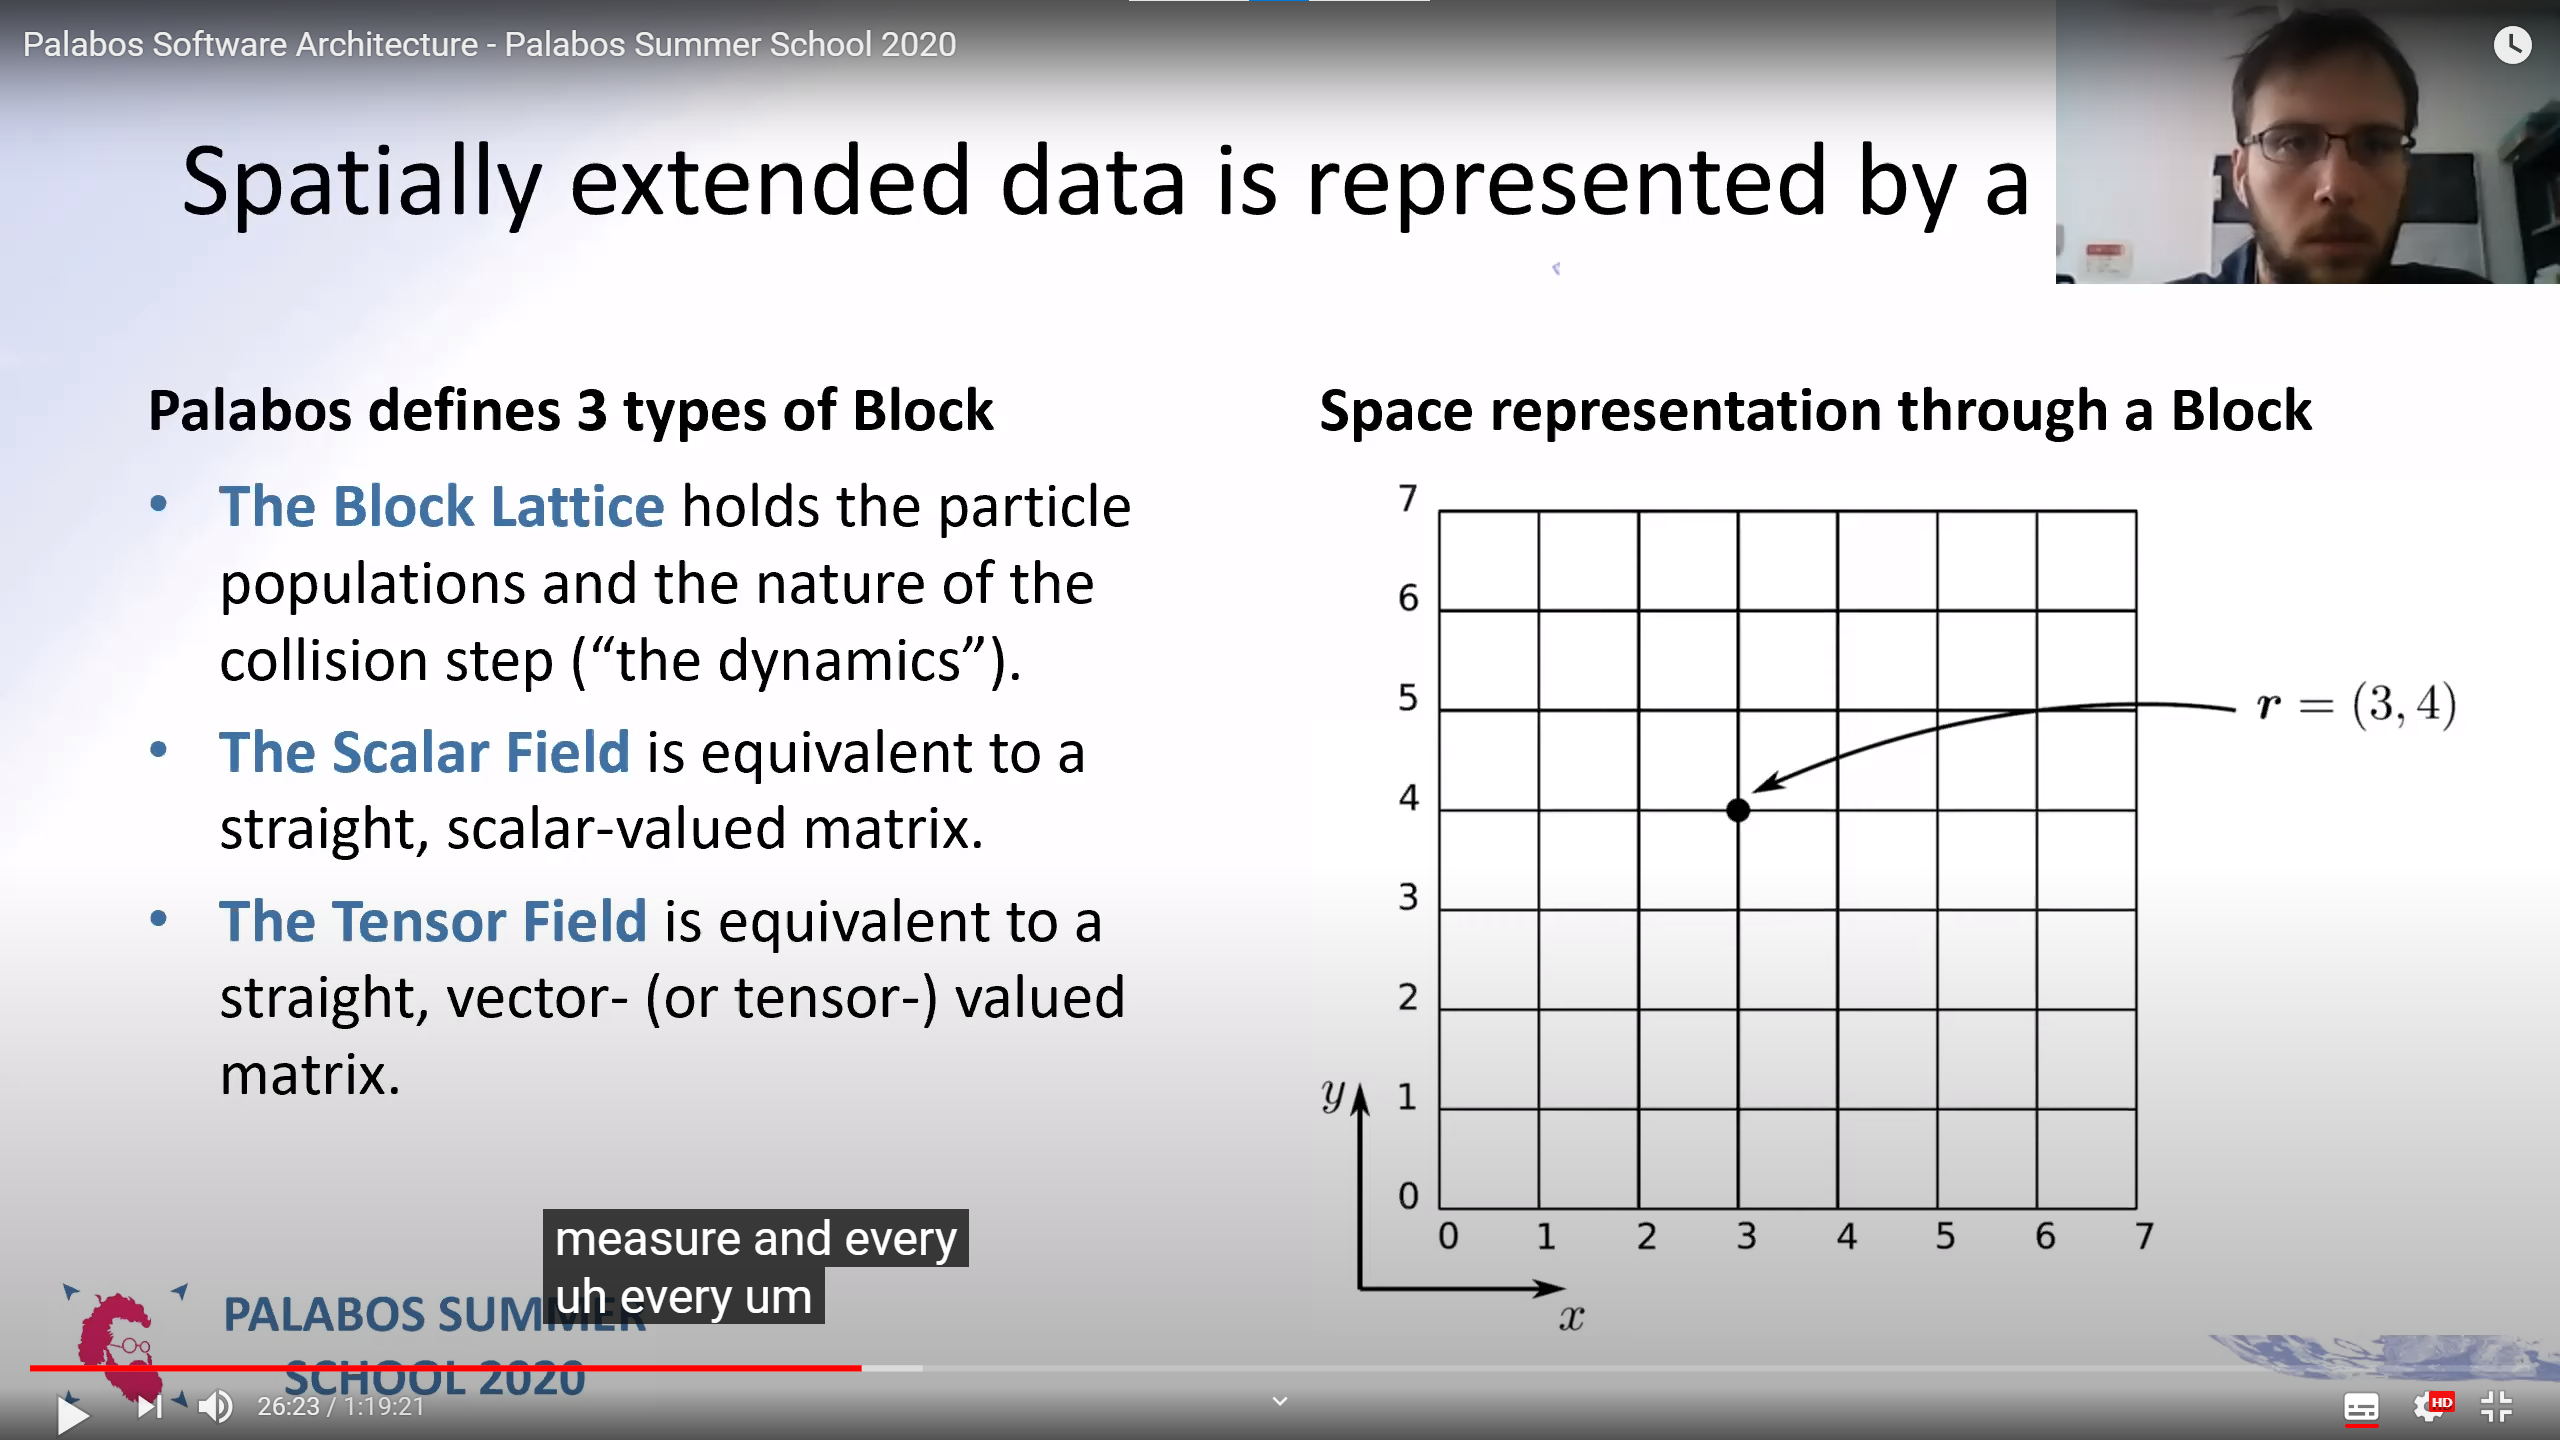 Palabos Software Architecture - Palabos Summer School 2020
Spatially extended data is represented by a
Palabos defines 3 types of Block
• The Block Lattice holds the particle
populations and the nature of the
collision step (“the dynamics”).
• The Scalar Field is equivalent to a
straight, scalar-valued matrix.
• The Tensor Field is equivalent to a
straight, vector- (or tensor-) valued
matrix.
Space representation through a Block
7
6
5
4
3
2
1
0
0 1 2 3 4 5 6 7
r = (3, 4)
y
x
measure and every
uh every um
PALABOS SUMMER
SCHOOL 2020
26:23 / 1:19:21
HD